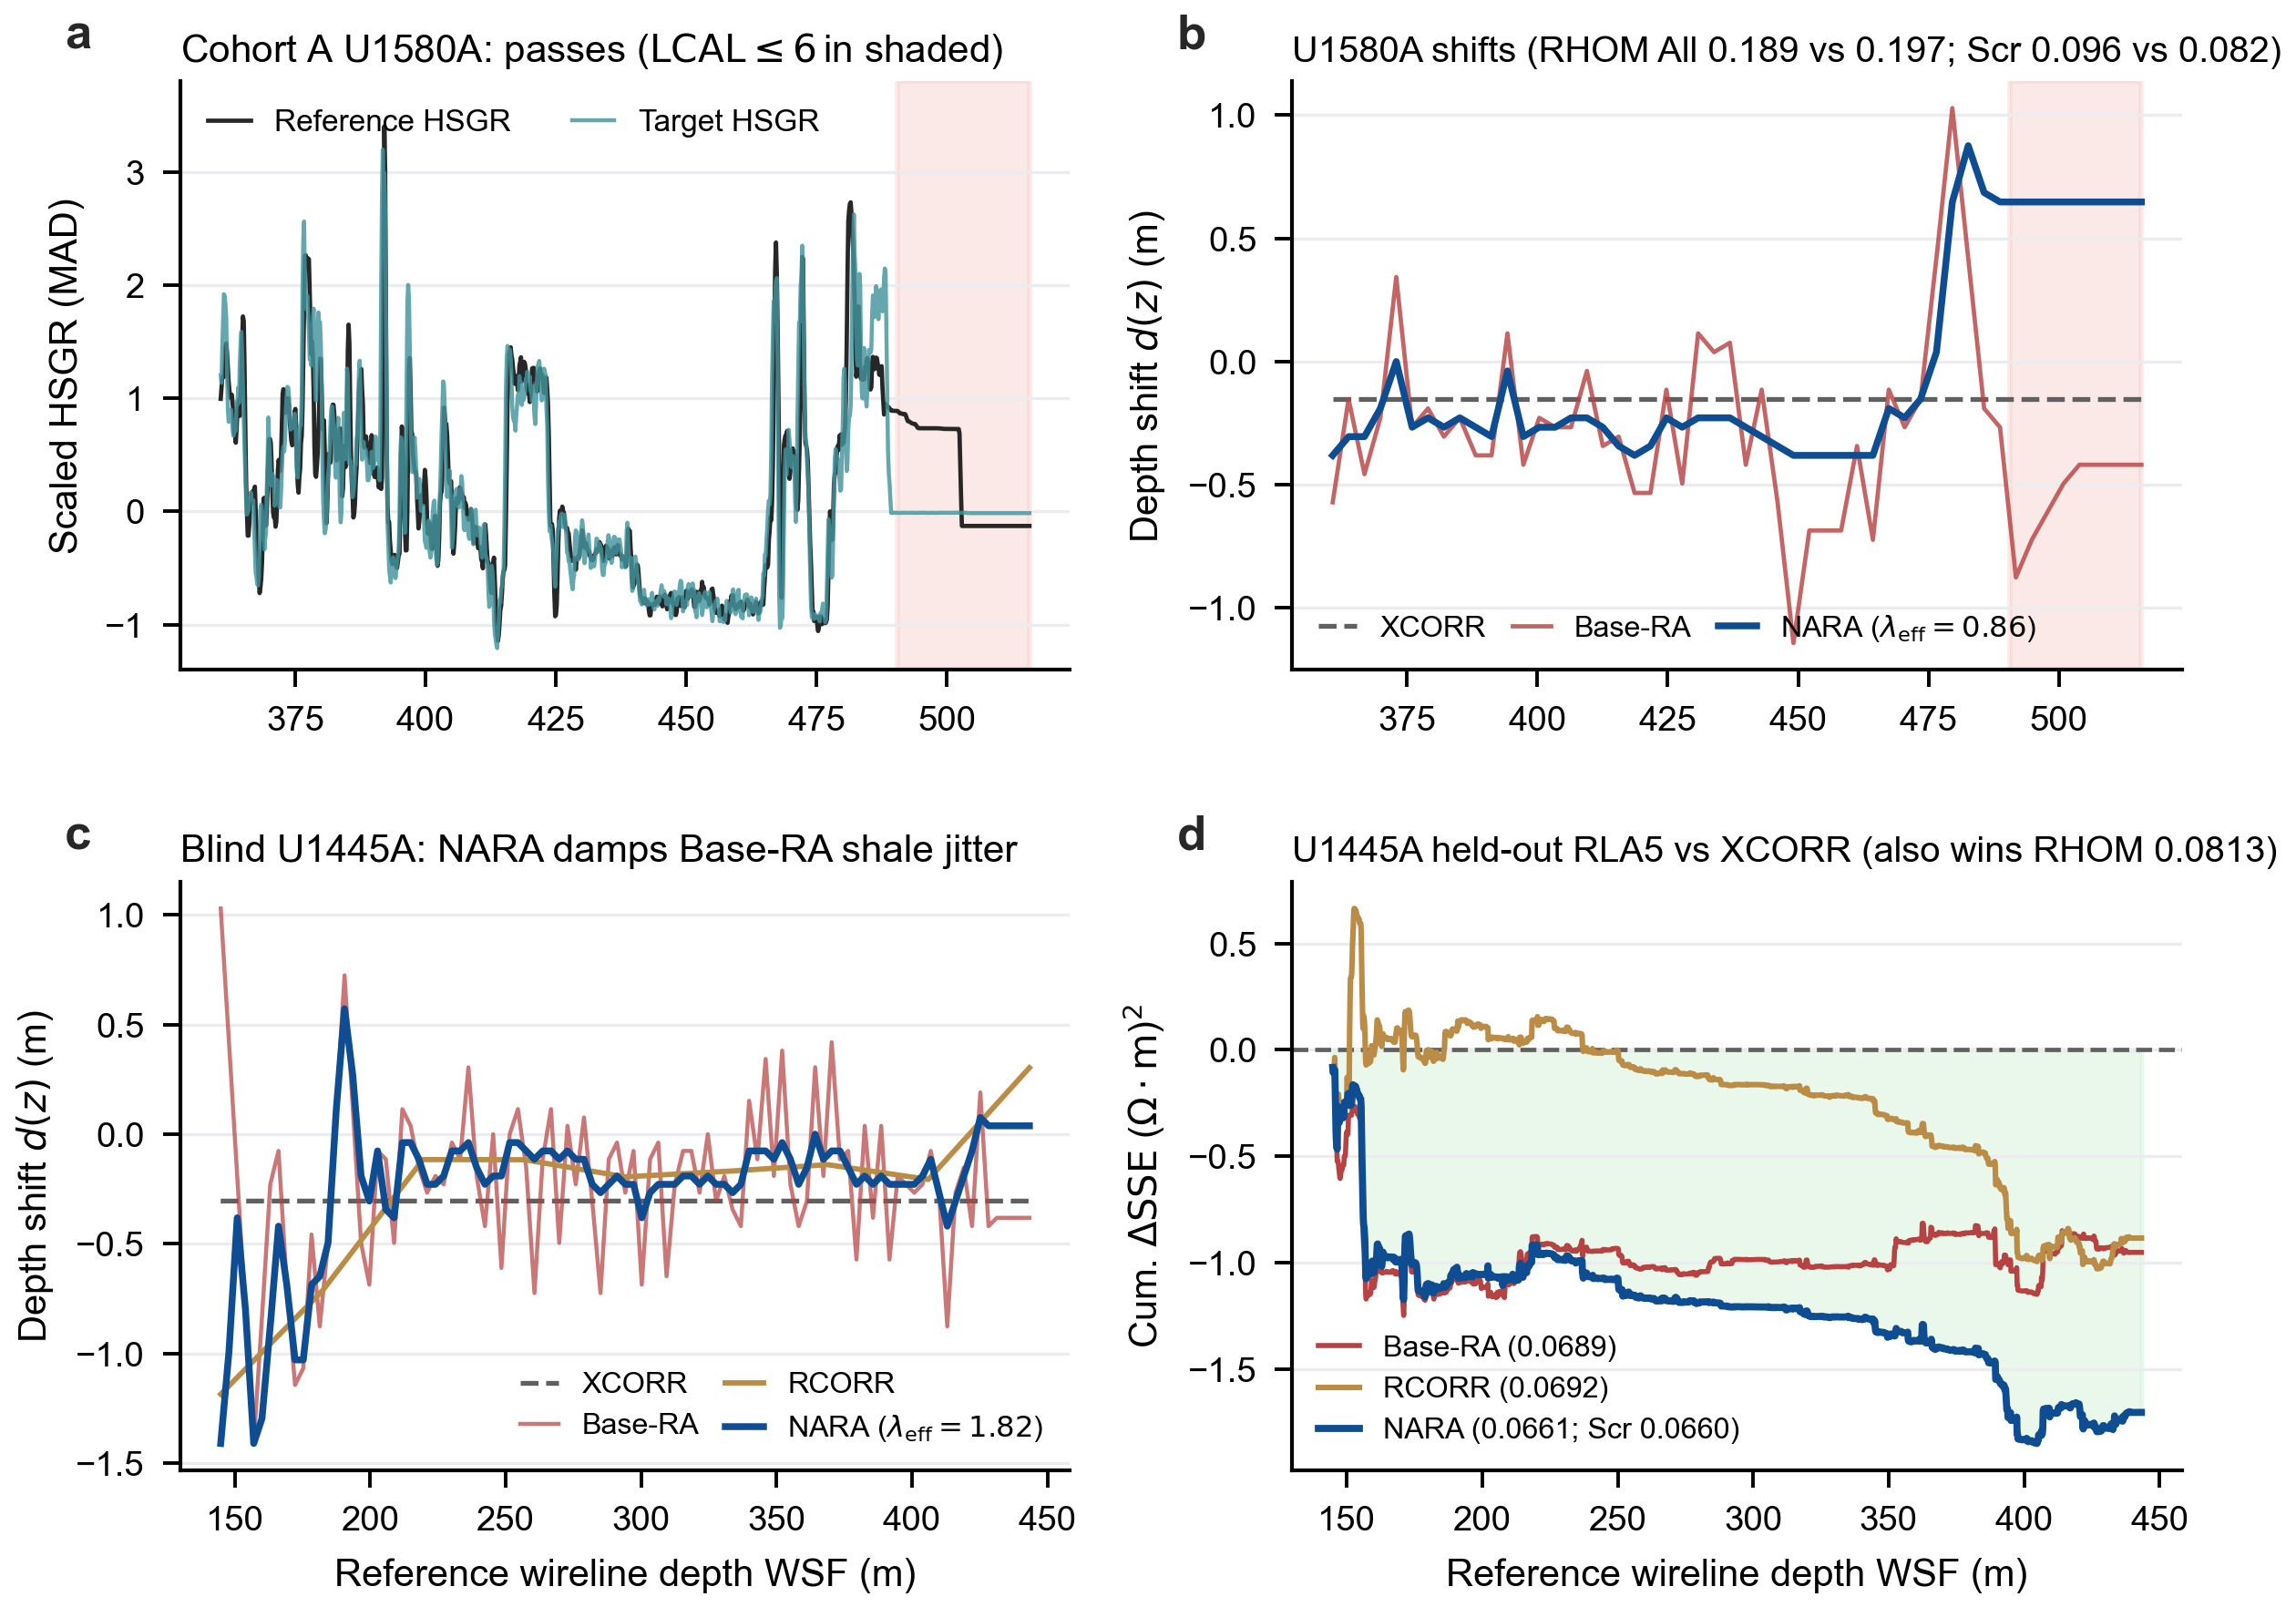 a
Cohort A U1580A: passes (LCAL ≤ 6 in shaded)
Reference HSGR
Target HSGR
Scaled HSGR (MAD)
3
2
1
0
−1
375
400
425
450
475
500
b
U1580A shifts (RHOM All 0.189 vs 0.197; Scr 0.096 vs 0.082)
Depth shift d(z) (m)
1.0
0.5
0.0
−0.5
−1.0
XCORR
Base-RA
NARA (λeff = 0.86)
375
400
425
450
475
500
c
Blind U1445A: NARA damps Base-RA shale jitter
Depth shift d(z) (m)
1.0
0.5
0.0
−0.5
−1.0
−1.5
XCORR
Base-RA
RCORR
NARA (λeff = 1.82)
150
200
250
300
350
400
450
Reference wireline depth WSF (m)
d
U1445A held-out RLA5 vs XCORR (also wins RHOM 0.0813)
Cum. ΔSSE (Ω · m)²
0.5
0.0
−0.5
−1.0
−1.5
Base-RA (0.0689)
RCORR (0.0692)
NARA (0.0661; Scr 0.0660)
150
200
250
300
350
400
450
Reference wireline depth WSF (m)